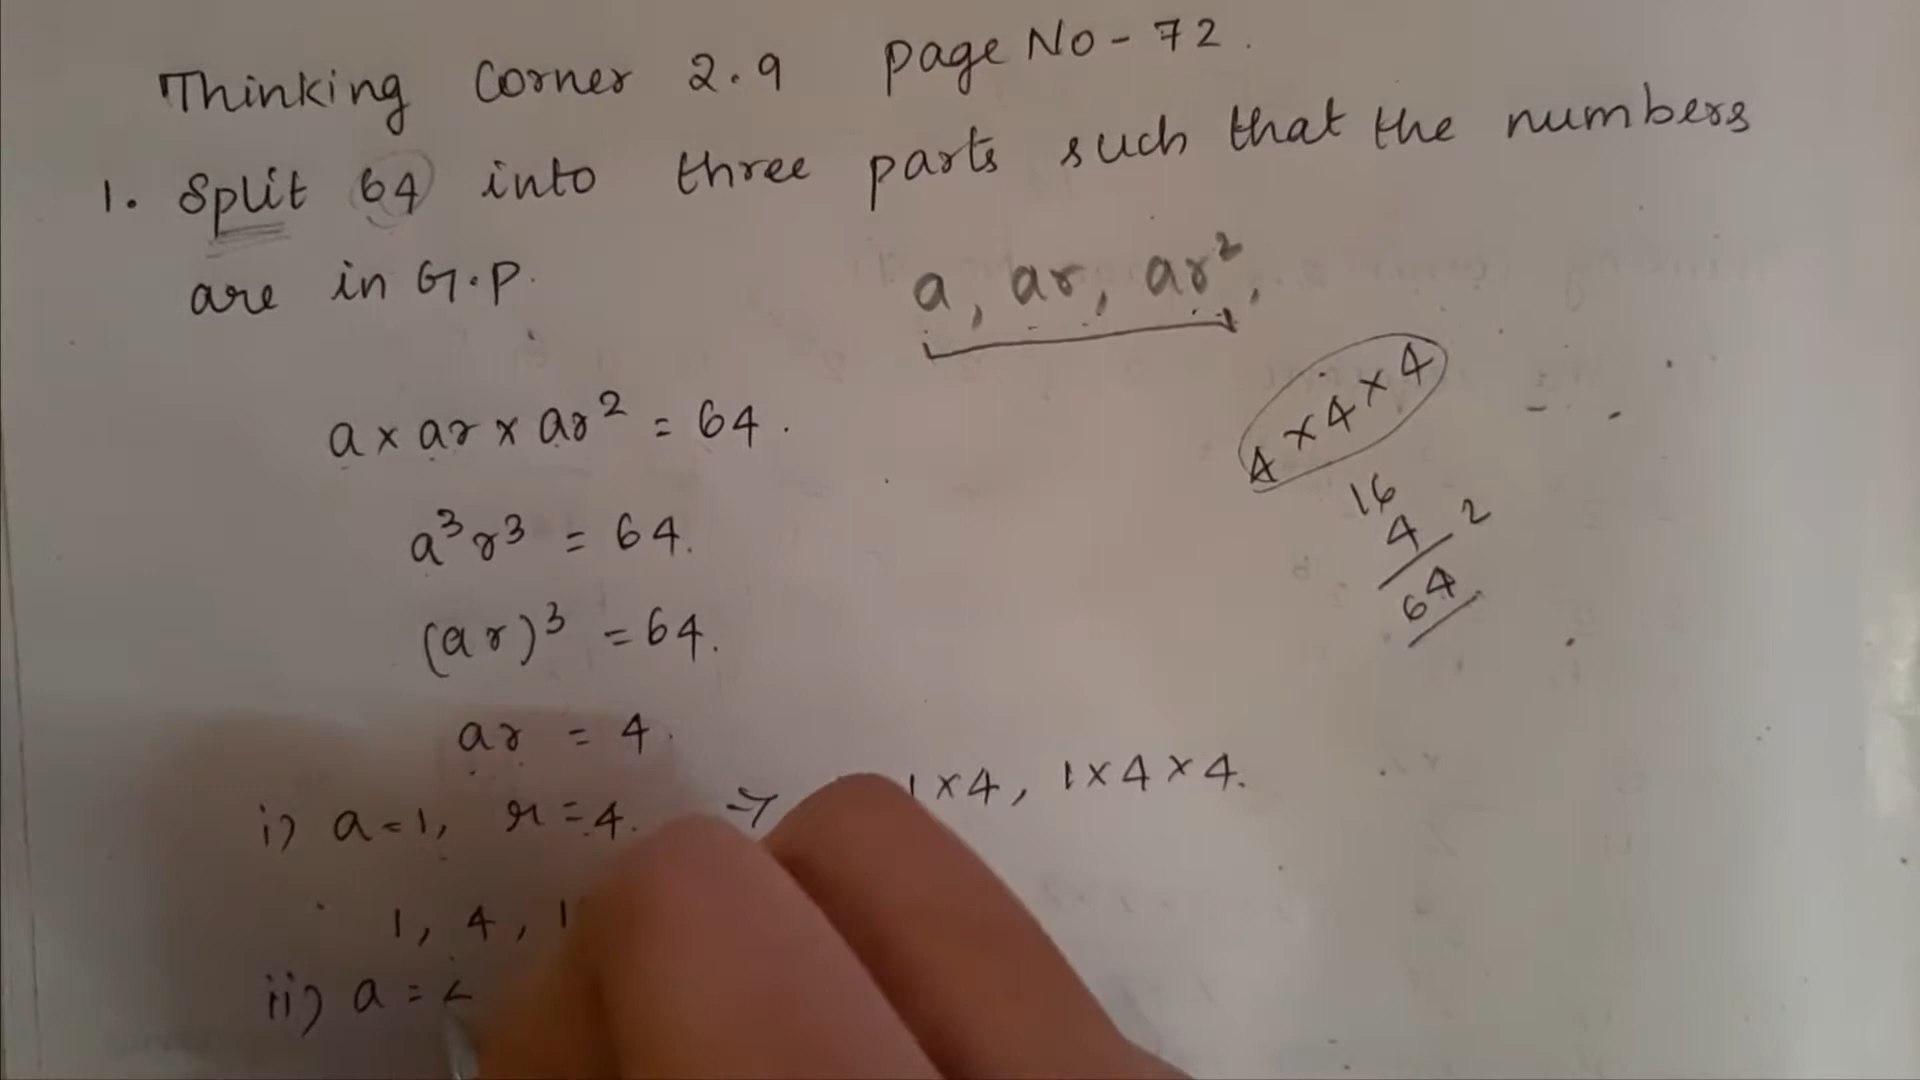 Thinking Corner 2.9 page No - 72.
1. Split 64 into three parts such that the numbers
are in G.P.
a, ar, ar²,
4 × 4 × 4
16
4 2
64
a × ar × ar² = 64.
a³r³ = 64.
(ar)³ = 64.
ar = 4.
i) a = 1, r = 4. → 1×4, 1×4×4.
1, 4, 1
ii) a =